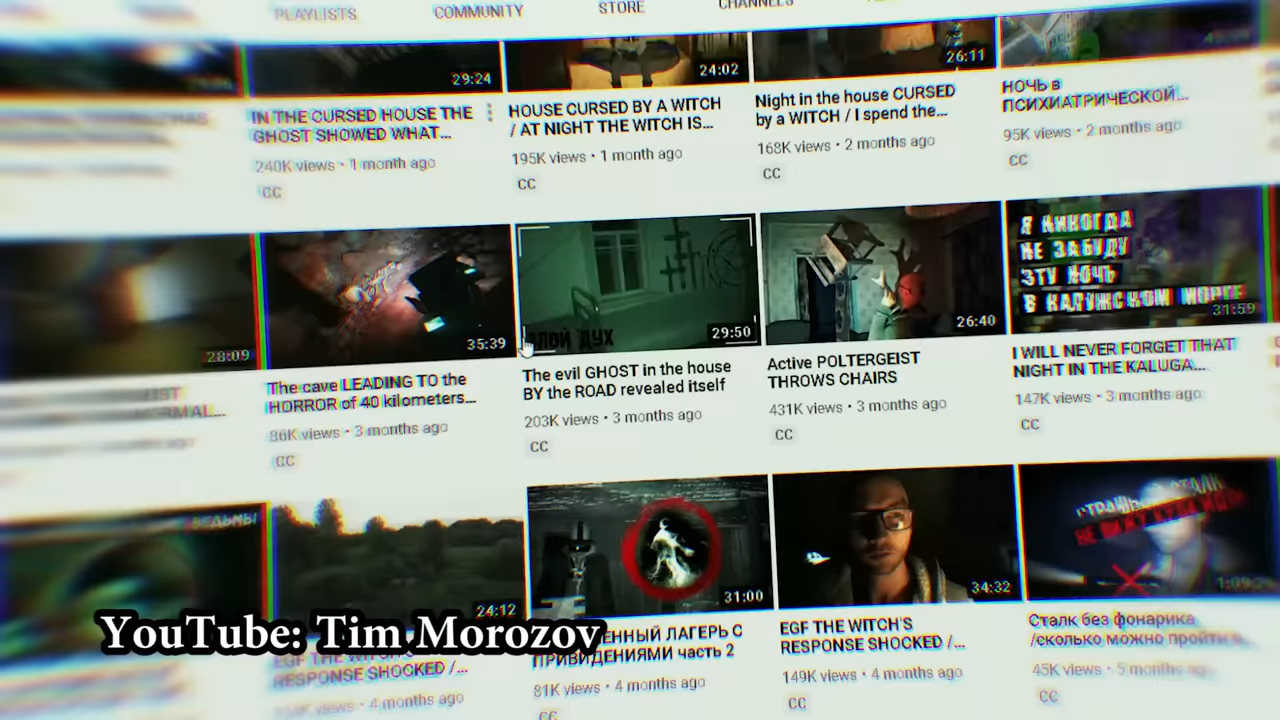 PLAYLISTS
COMMUNITY
STORE
CHANNELS
29:24
24:02
26:11
IN THE CURSED HOUSE THE
GHOST SHOWED WHAT...
240K views • 1 month ago
CC
HOUSE CURSED BY A WITCH
/ AT NIGHT THE WITCH IS...
195K views • 1 month ago
CC
Night in the house CURSED
by a WITCH / I spend the...
168K views • 2 months ago
CC
НОЧЬ в
ПСИХИАТРИЧЕСКОЙ...
95K views • 2 months ago
CC
28:09
35:39
ЛОЙ ДУХ
29:50
26:40
Я НИКОГДА
НЕ ЗАБУДУ
ЭТУ НОЧЬ
В КАЛУЖСКОМ МОРГЕ
31:59
The cave LEADING TO the
HORROR of 40 kilometers...
86K views • 3 months ago
CC
The evil GHOST in the house
BY the ROAD revealed itself
203K views • 3 months ago
CC
Active POLTERGEIST
THROWS CHAIRS
431K views • 3 months ago
CC
I WILL NEVER FORGET THAT
NIGHT IN THE KALUGA...
147K views • 3 months ago
CC
ВЕДЬМЫ
24:12
31:00
34:32
EGF THE WITCH'S
RESPONSE SHOCKED /...
4 months ago
ЕННЫЙ ЛАГЕРЬ С
ПРИВИДЕНИЯМИ часть 2
81K views • 4 months ago
CC
EGF THE WITCH'S
RESPONSE SHOCKED /...
149K views • 4 months ago
CC
Сталк без фонарика
/сколько можно пройти
45K views • 5 months ago
CC
YouTube: Tim Morozov